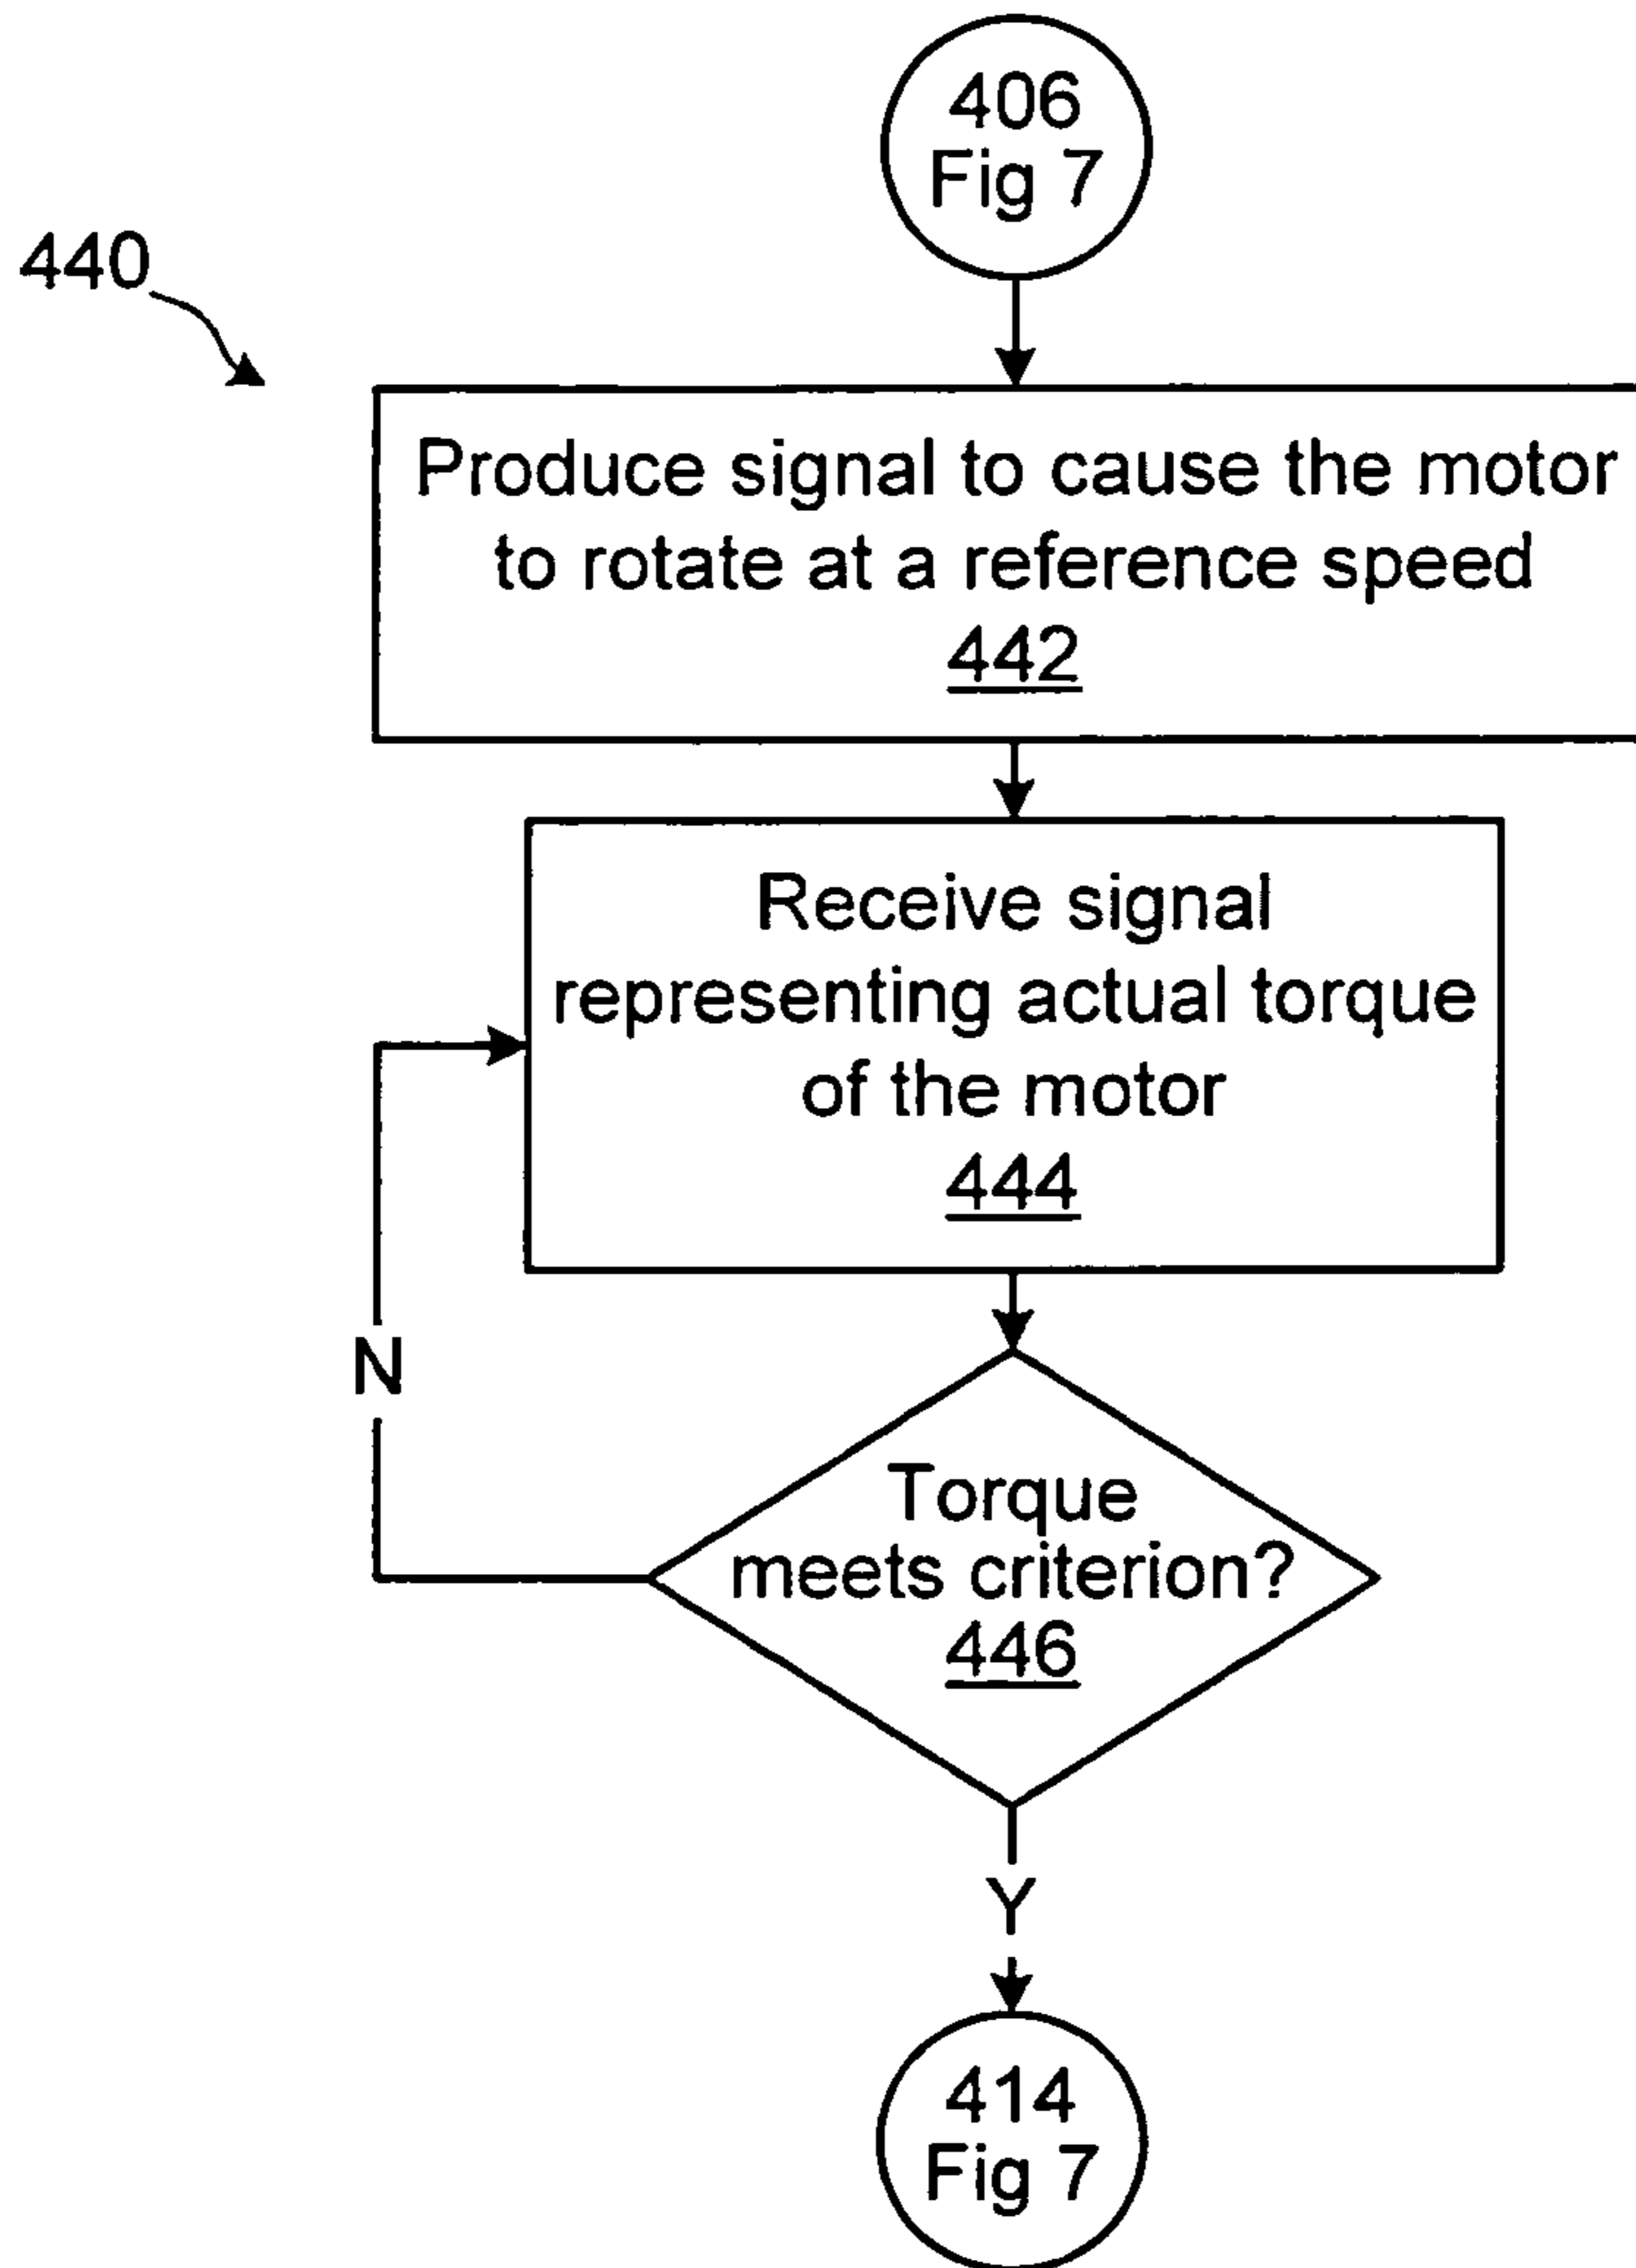 406
Fig 7
440
Produce signal to cause the motor
to rotate at a reference speed
442
Receive signal
representing actual torque
of the motor
444
N
Torque
meets criterion?
446
Y
414
Fig 7